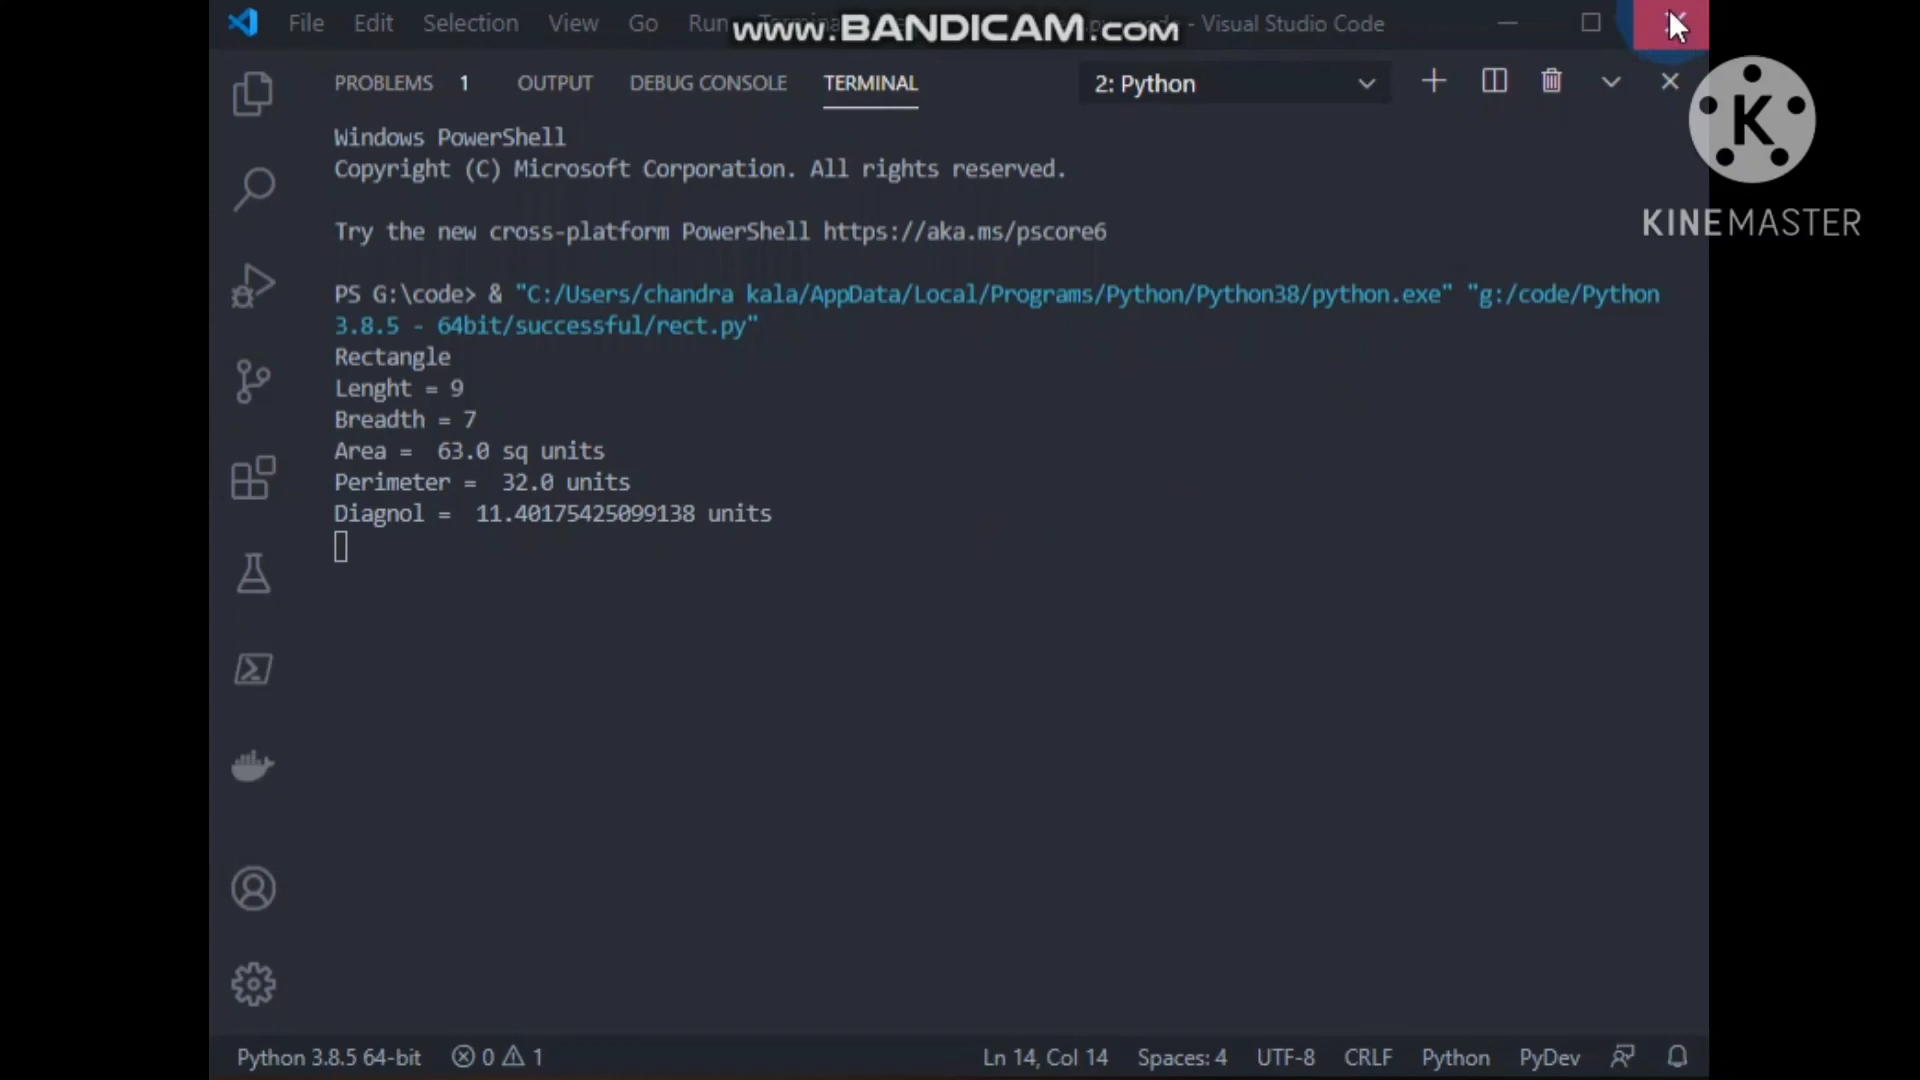 File Edit Selection View Go Run - Visual Studio Code
www.BANDICAM.com
PROBLEMS 1 OUTPUT DEBUG CONSOLE TERMINAL 2: Python
K
KINEMASTER
Windows PowerShell
Copyright (C) Microsoft Corporation. All rights reserved.
Try the new cross-platform PowerShell https://aka.ms/pscore6
PS G:\code> & "C:/Users/chandra kala/AppData/Local/Programs/Python/Python38/python.exe" "g:/code/Python
3.8.5 - 64bit/successful/rect.py"
Rectangle
Lenght = 9
Breadth = 7
Area =  63.0 sq units
Perimeter =  32.0 units
Diagnol =  11.40175425099138 units
Python 3.8.5 64-bit 0 1 Ln 14, Col 14 Spaces: 4 UTF-8 CRLF Python PyDev